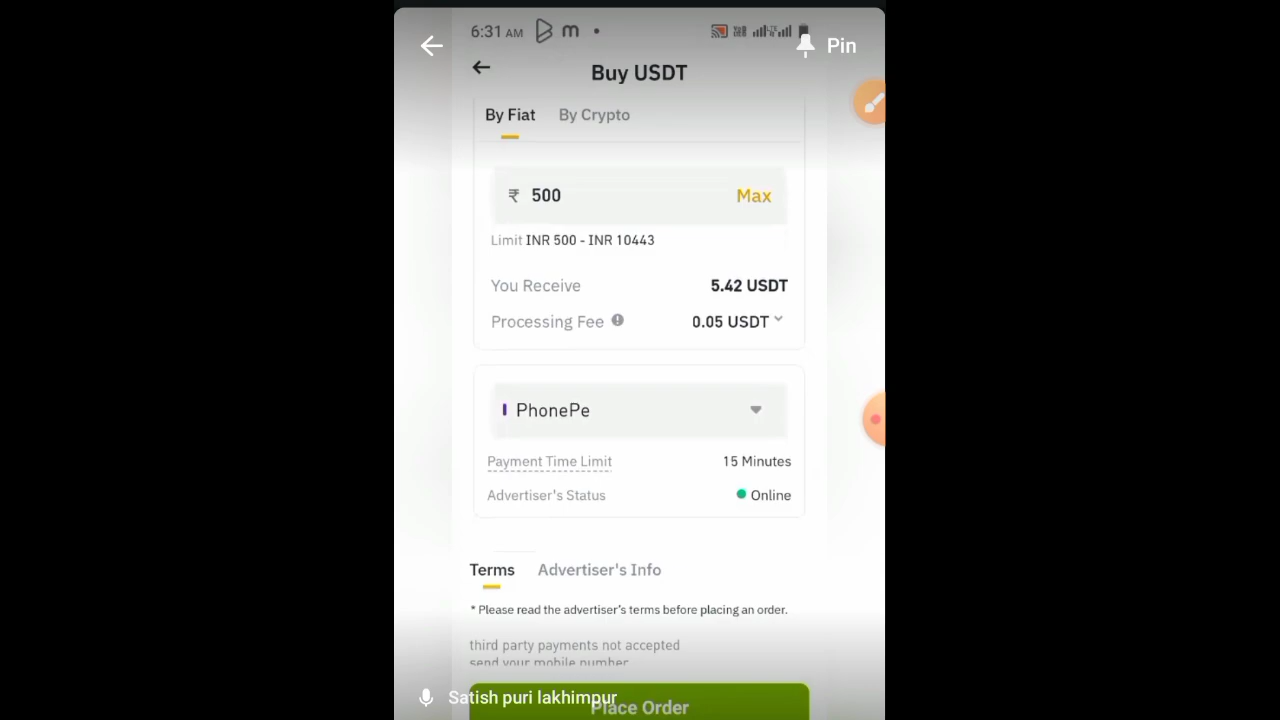 6:31 AM
Pin
Buy USDT
By Fiat By Crypto
₹ 500 Max
Limit INR 500 - INR 10443
You Receive 5.42 USDT
Processing Fee 0.05 USDT
PhonePe
Payment Time Limit 15 Minutes
Advertiser's Status Online
Terms Advertiser's Info
* Please read the advertiser's terms before placing an order.
third party payments not accepted
send your mobile number
Satish puri lakhimpur
Place Order